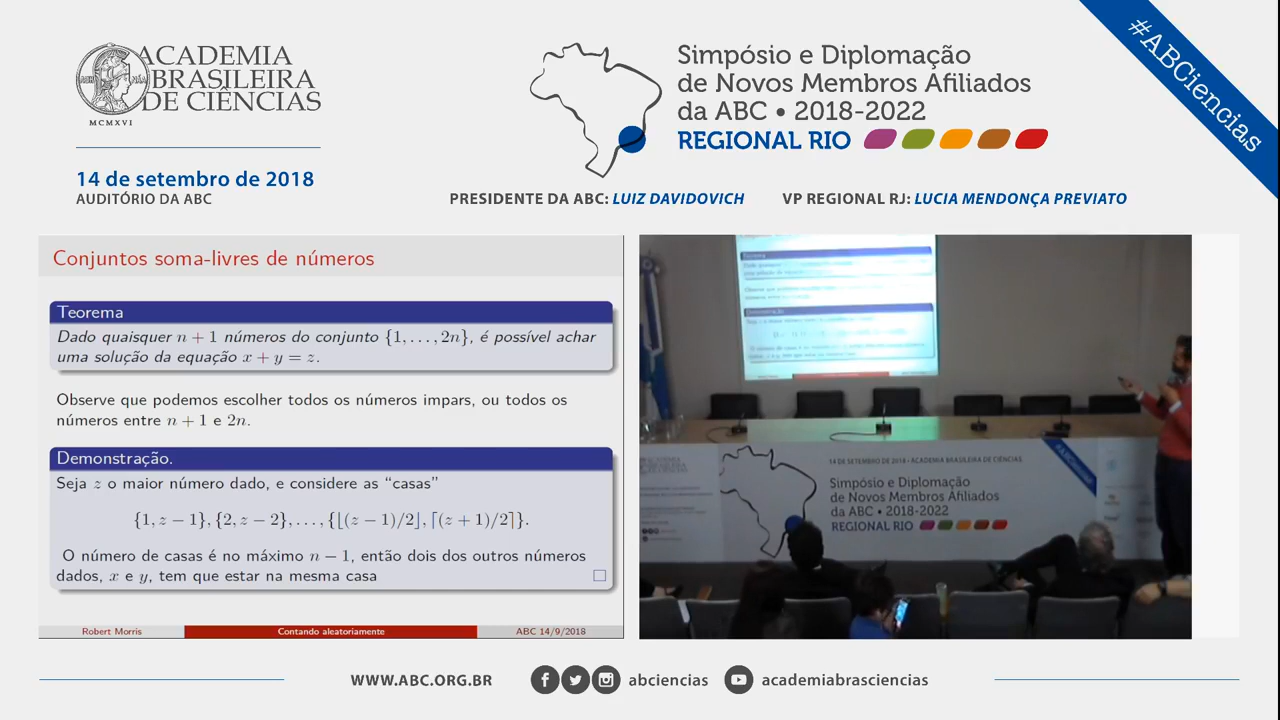 ACADEMIA
BRASILEIRA
DE CIÊNCIAS
MCMXVI
14 de setembro de 2018
AUDITÓRIO DA ABC
Simpósio e Diplomação
de Novos Membros Afiliados
da ABC • 2018-2022
REGIONAL RIO
#ABCiencias
PRESIDENTE DA ABC: LUIZ DAVIDOVICH VP REGIONAL RJ: LUCIA MENDONÇA PREVIATO
Conjuntos soma-livres de números
Teorema
Dado quaisquer n + 1 números do conjunto {1, . . . , 2n}, é possível achar
uma solução da equação x + y = z.
Observe que podemos escolher todos os números impars, ou todos os
números entre n + 1 e 2n.
Demonstração.
Seja z o maior número dado, e considere as “casas”
{1, z − 1}, {2, z − 2}, . . . , {⌊(z − 1)/2⌋, ⌈(z + 1)/2⌉}.
O número de casas é no máximo n − 1, então dois dos outros números
dados, x e y, tem que estar na mesma casa
Robert Morris Contando aleatoriamente ABC 14/9/2018
14 DE SETEMBRO DE 2018 • ACADEMIA BRASILEIRA DE CIÊNCIAS
Simpósio e Diplomação
de Novos Membros Afiliados
da ABC • 2018-2022
REGIONAL RIO
WWW.ABC.ORG.BR abciencias academiabrasciencias